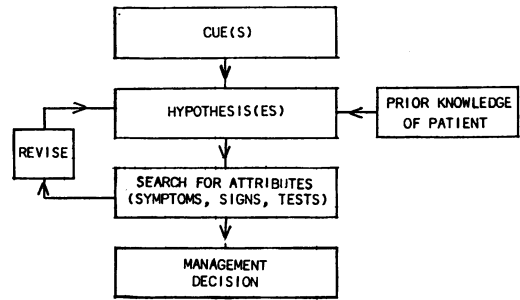 CUE(S)
HYPOTHESIS(ES)
PRIOR KNOWLEDGE
OF PATIENT
REVISE
SEARCH FOR ATTRIBUTES
(SYMPTOMS, SIGNS, TESTS)
MANAGEMENT
DECISION